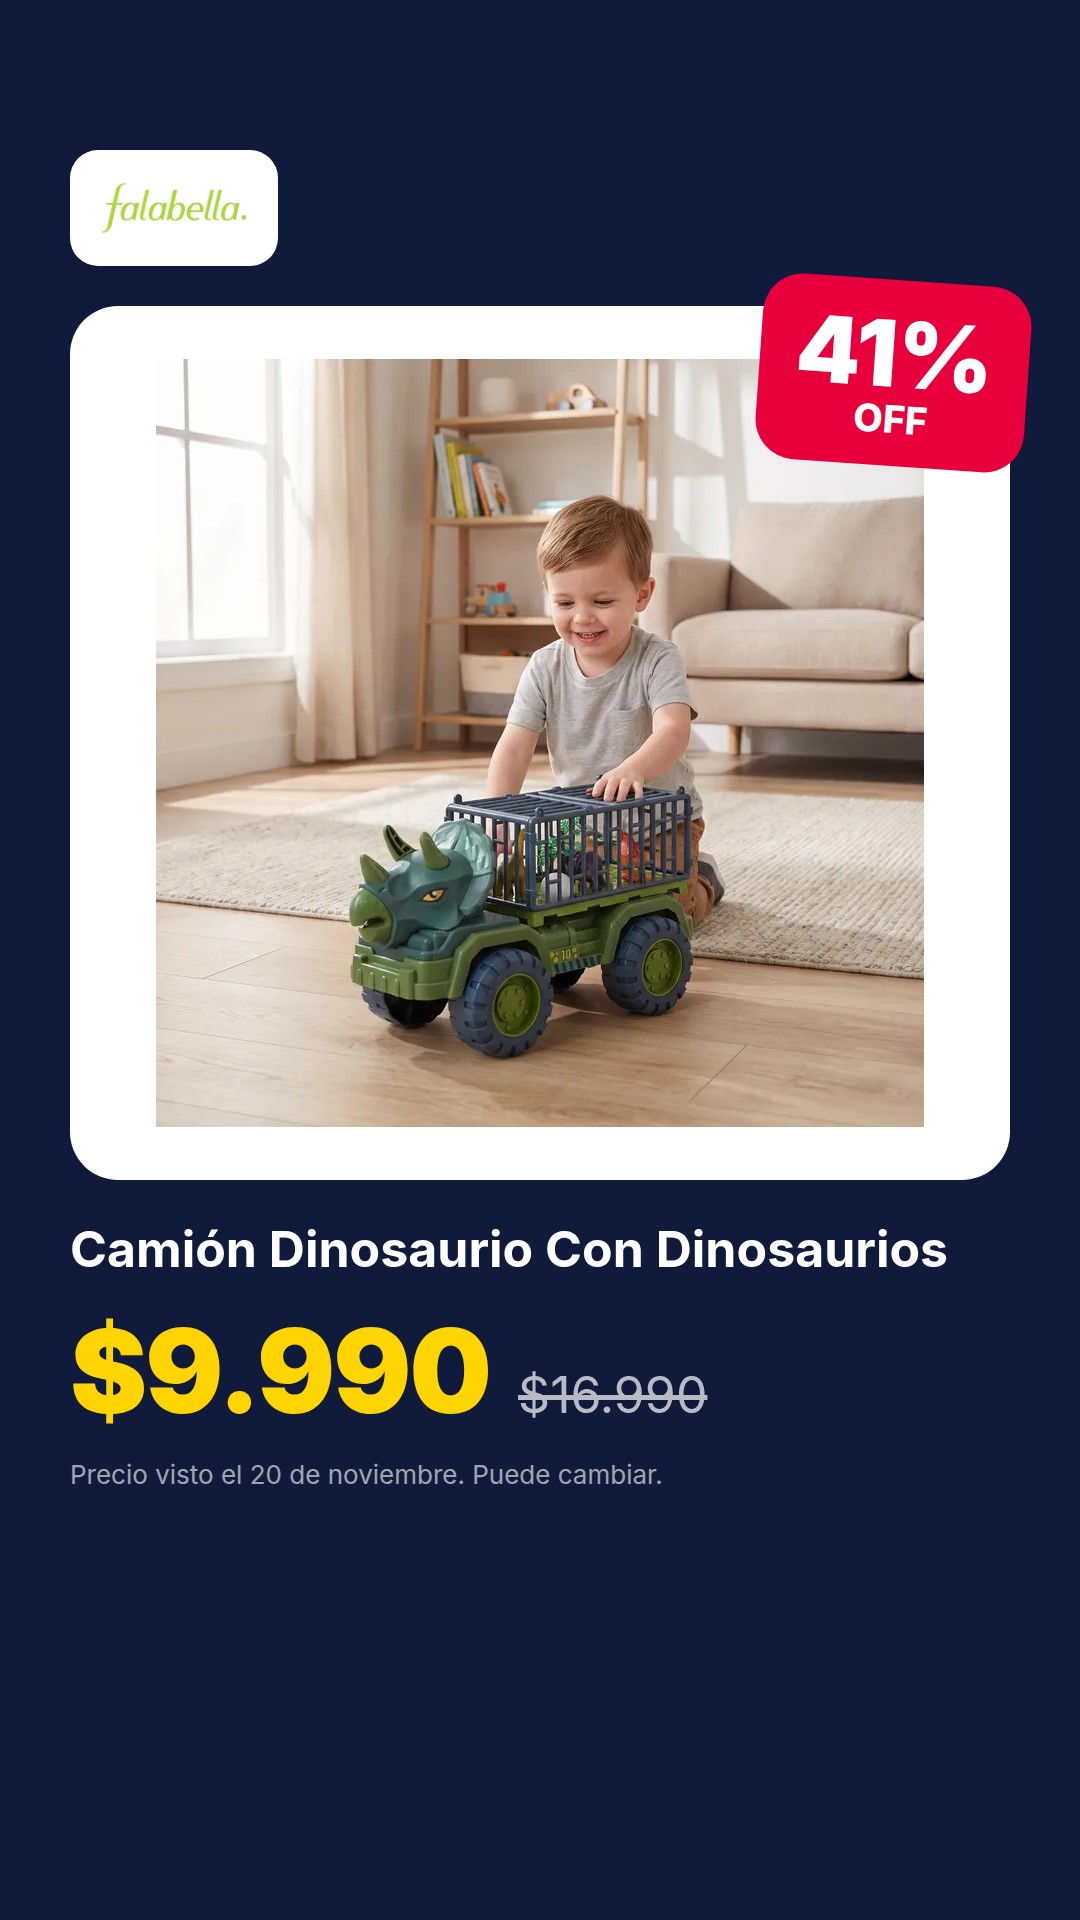 falabella.
41%
OFF
10
Camión Dinosaurio Con Dinosaurios
$9.990 $16.990
Precio visto el 20 de noviembre. Puede cambiar.